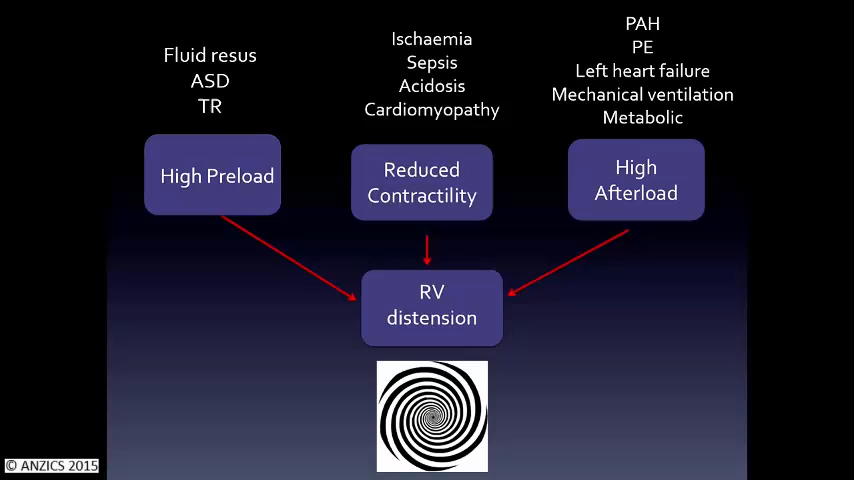 Fluid resus
ASD
TR
Ischaemia
Sepsis
Acidosis
Cardiomyopathy
PAH
PE
Left heart failure
Mechanical ventilation
Metabolic
High Preload
Reduced
Contractility
High
Afterload
RV
distension
© ANZICS 2015